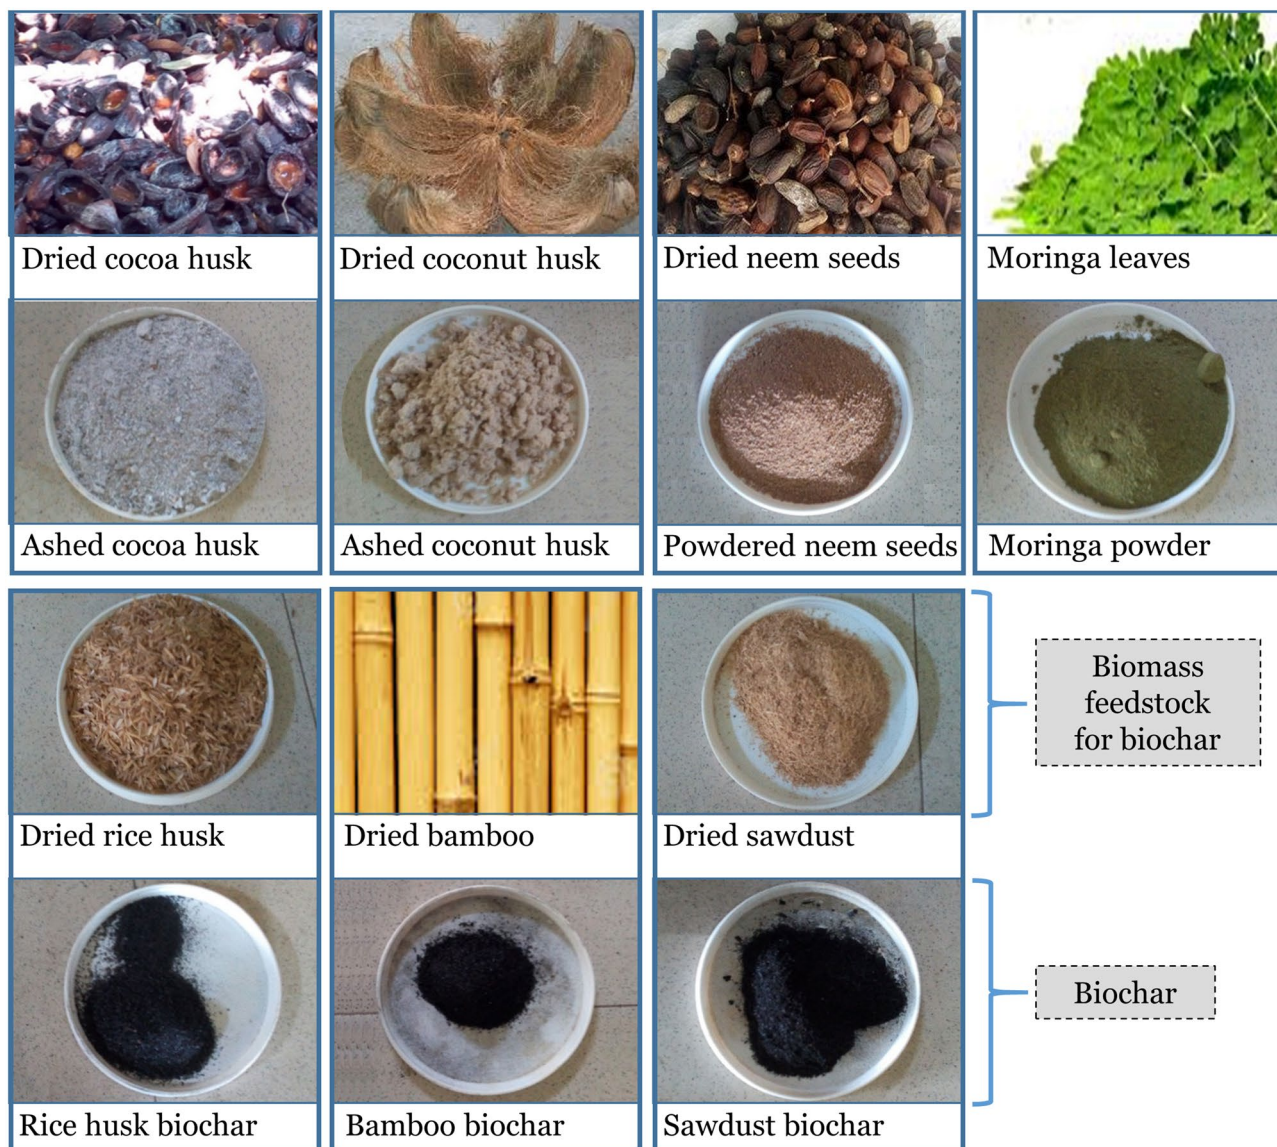 Dried cocoa husk
Dried coconut husk
Dried neem seeds
Moringa leaves
Ashed cocoa husk
Ashed coconut husk
Powdered neem seeds
Moringa powder
Biomass
feedstock
for biochar
Dried rice husk
Dried bamboo
Dried sawdust
Biochar
Rice husk biochar
Bamboo biochar
Sawdust biochar